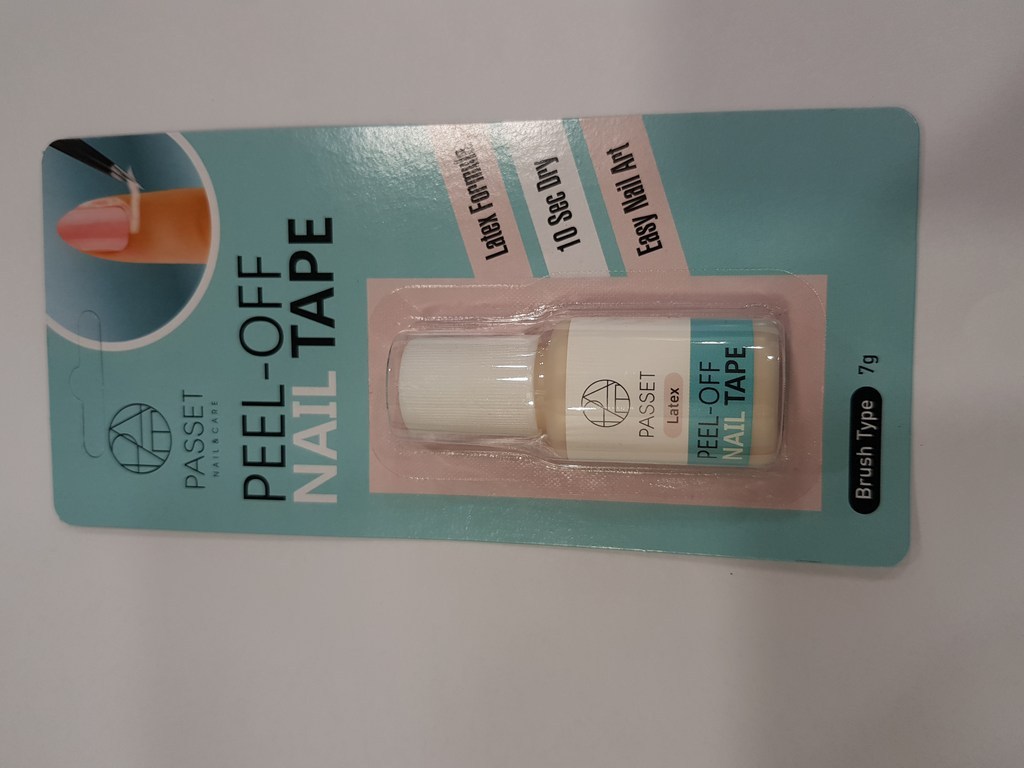 PASSET
NAIL & CARE
PEEL-OFF
NAIL TAPE
Latex Formula
10 Sec Dry
Easy Nail Art
PASSET
Latex
PEEL-OFF
NAIL TAPE
Brush Type 7g